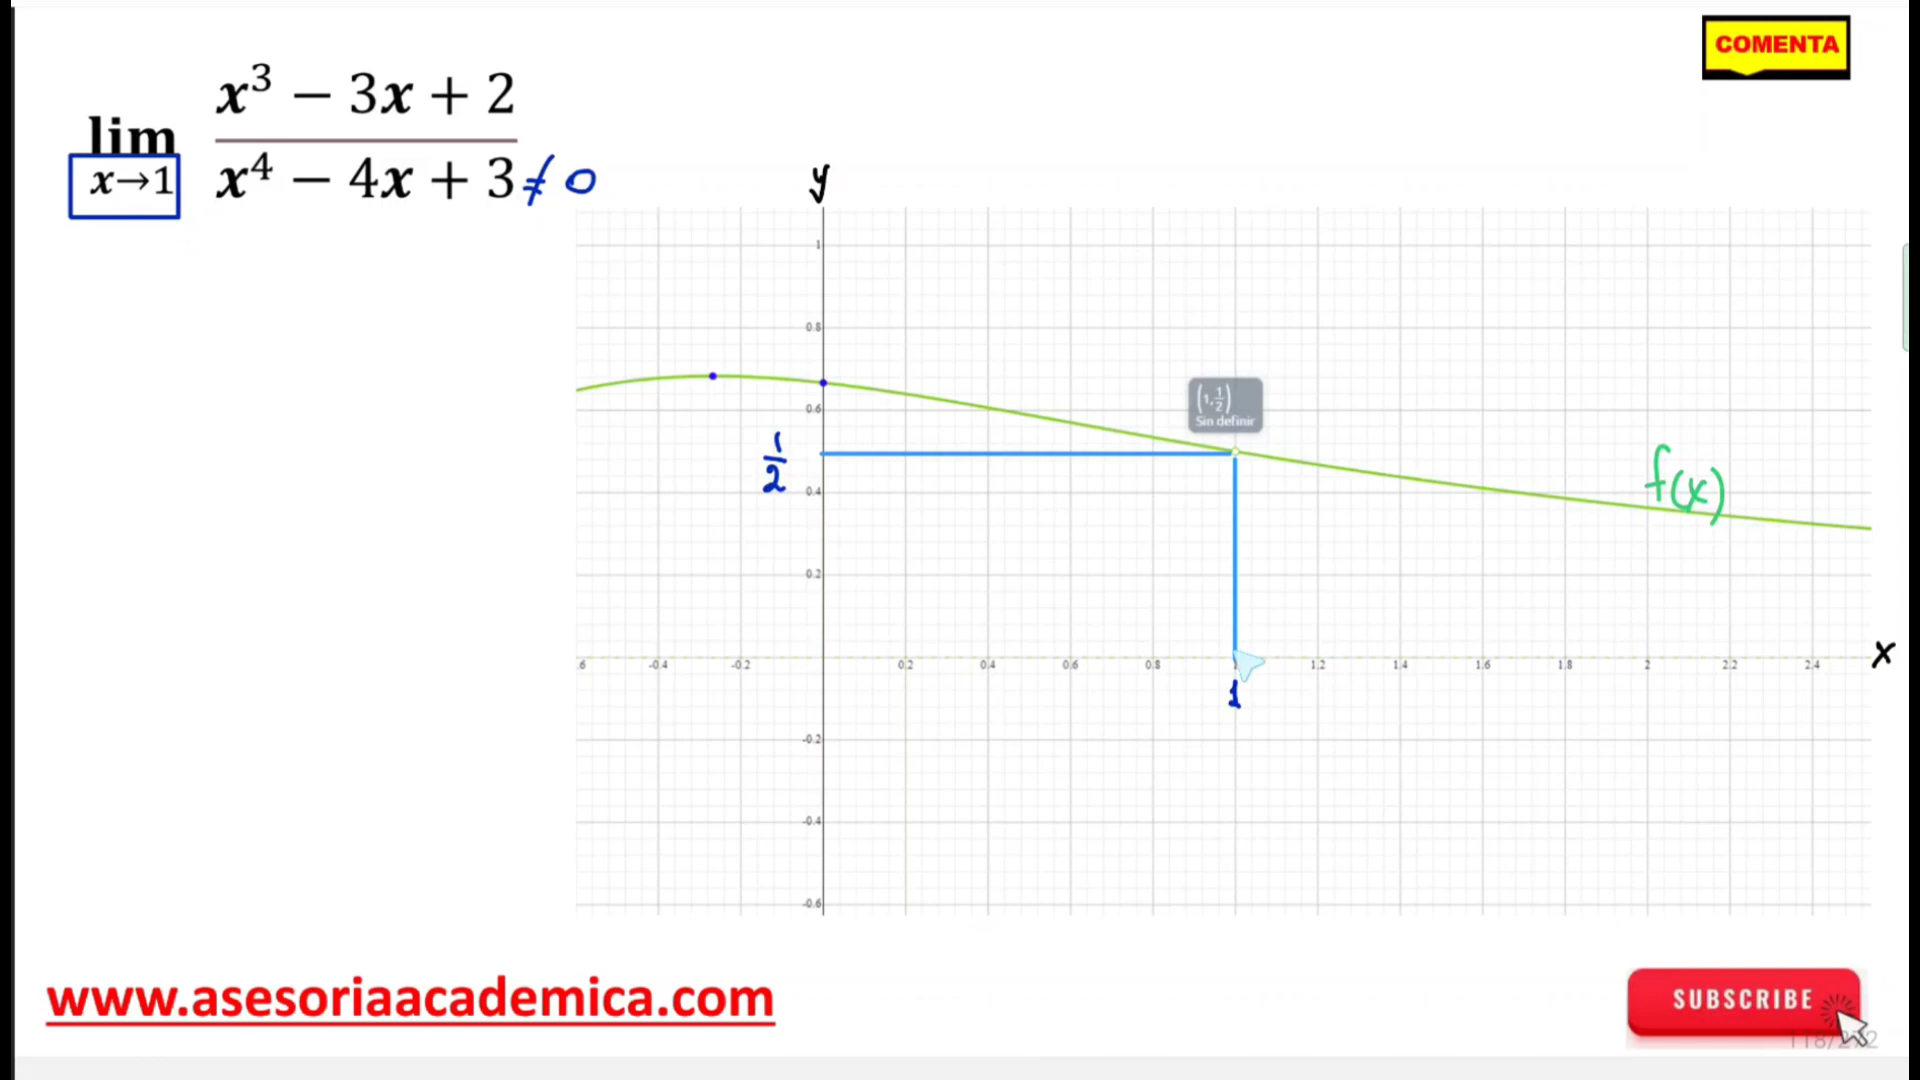 COMENTA
lim x→1 (x³ − 3x + 2)/(x⁴ − 4x + 3) ≠ 0
y
1
0.8
(1, 1/2)
Sin definir
0.6
1/2
0.4
f(x)
0.2
.6 -0.4 -0.2 0.2 0.4 0.6 0.8 1.2 1.4 1.6 1.8 2 2.2 2.4 x
1
-0.2
-0.4
-0.6
www.asesoriaacademica.com
SUBSCRIBE